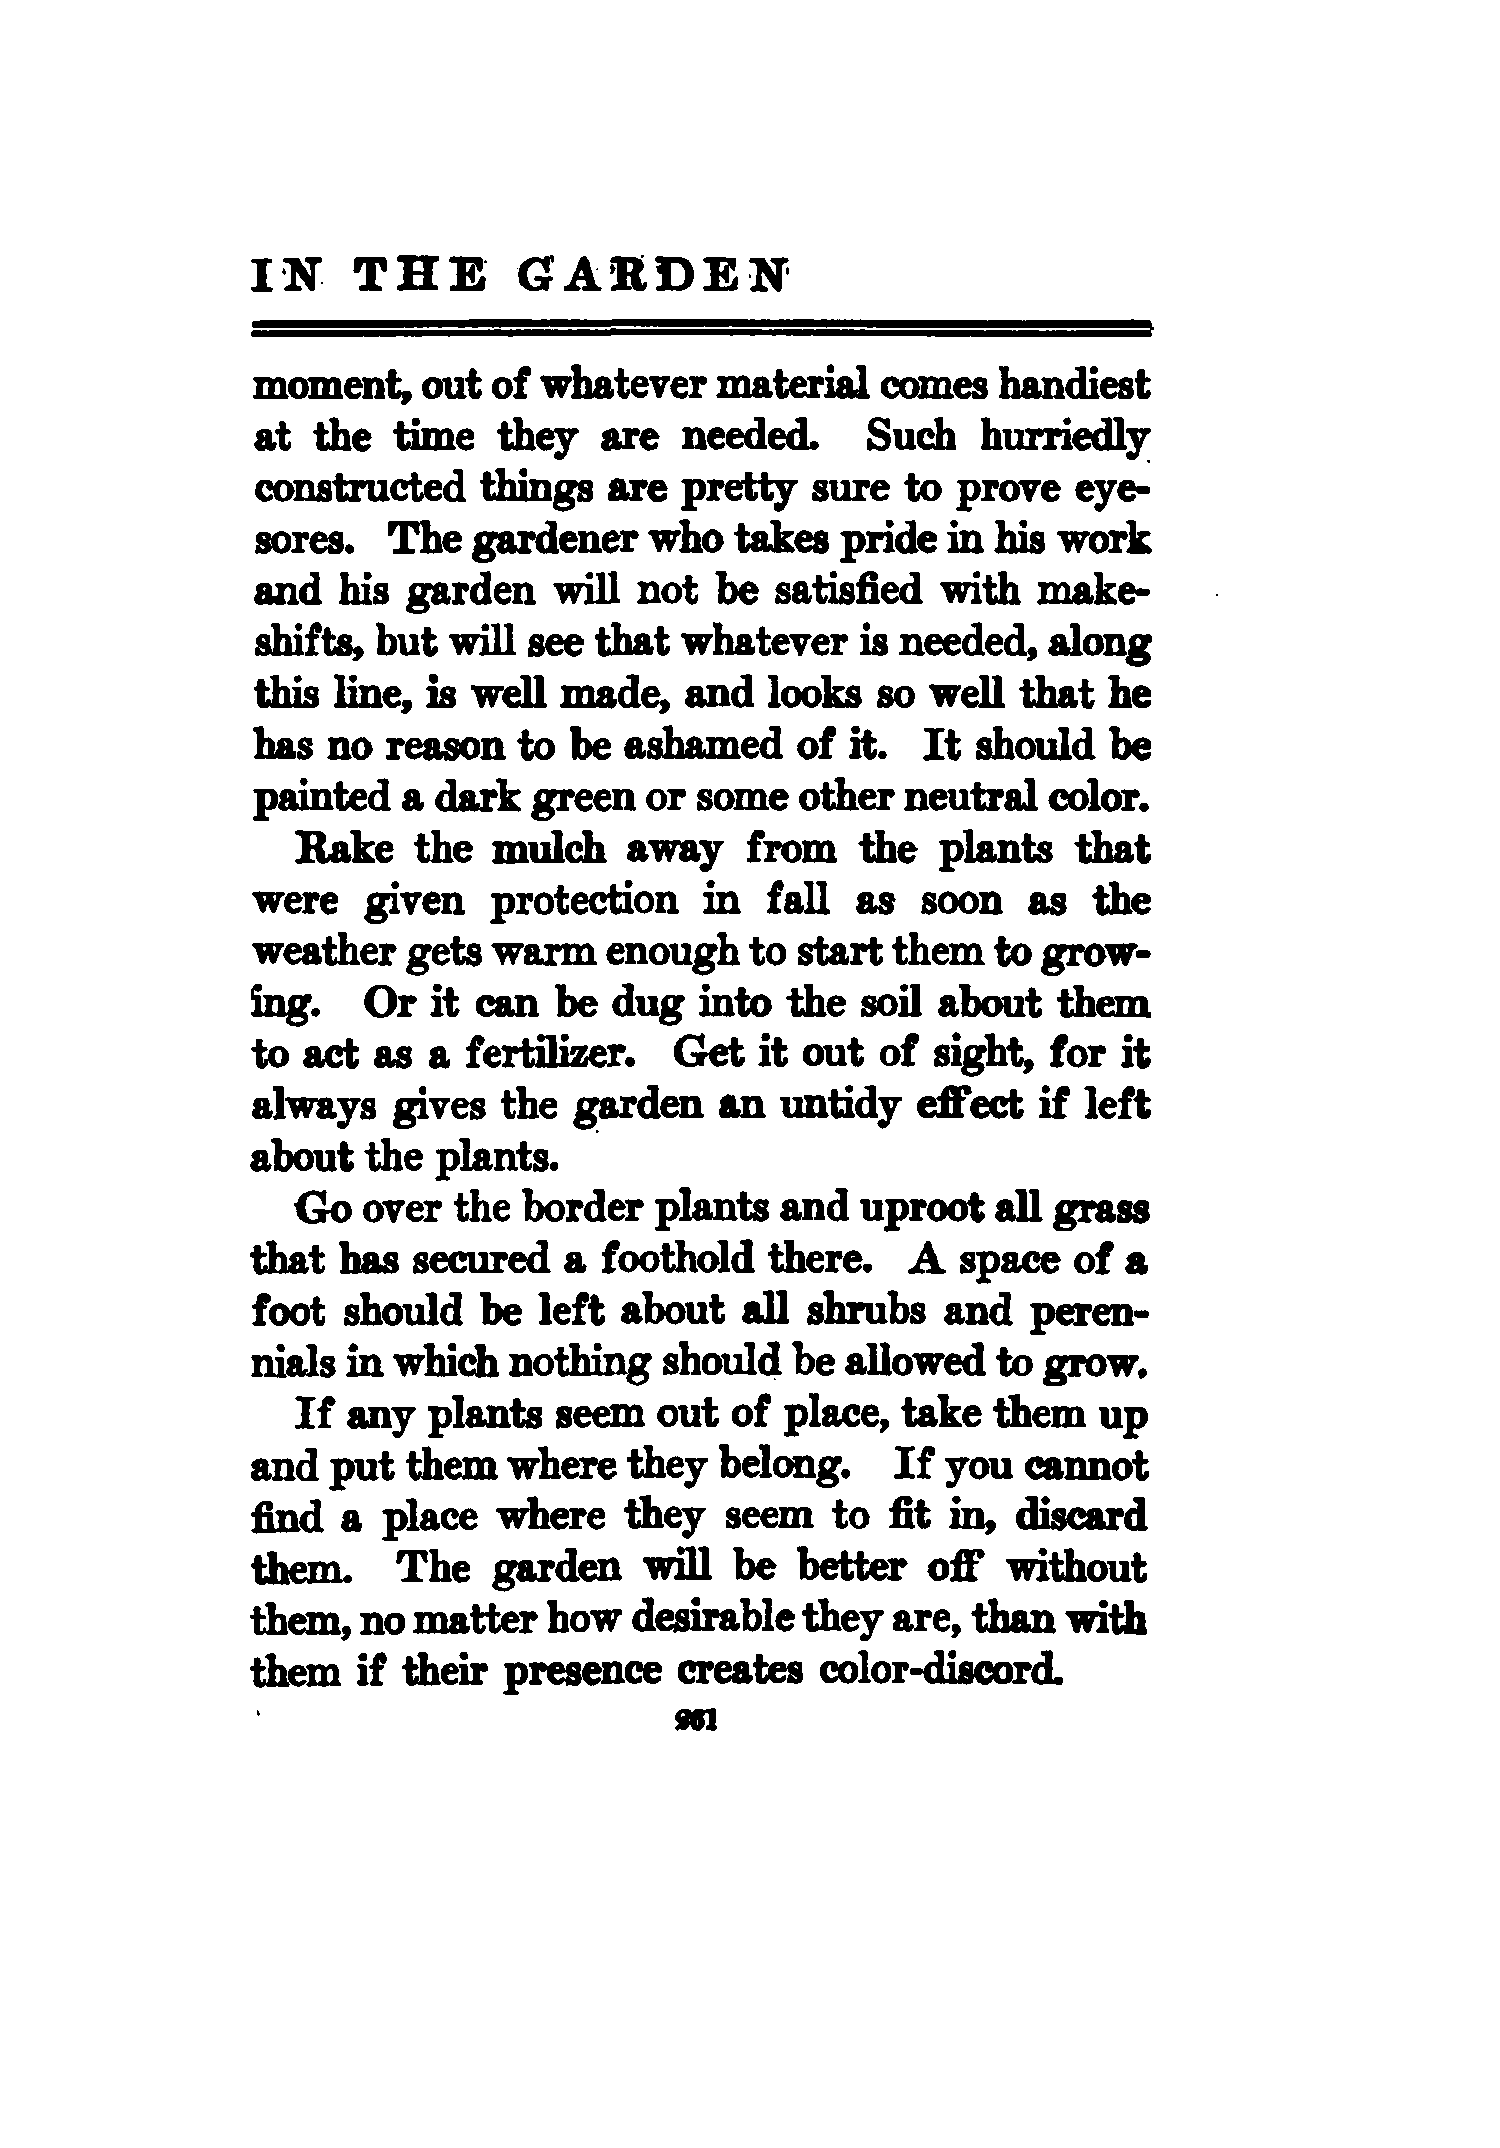 IN THE GARDEN
moment, out of whatever material comes handiest
at the time they are needed. Such hurriedly
constructed things are pretty sure to prove eye-
sores. The gardener who takes pride in his work
and his garden will not be satisfied with make-
shifts, but will see that whatever is needed, along
this line, is well made, and looks so well that he
has no reason to be ashamed of it. It should be
painted a dark green or some other neutral color.
Rake the mulch away from the plants that
were given protection in fall as soon as the
weather gets warm enough to start them to grow-
ing. Or it can be dug into the soil about them
to act as a fertilizer. Get it out of sight, for it
always gives the garden an untidy effect if left
about the plants.
Go over the border plants and uproot all grass
that has secured a foothold there. A space of a
foot should be left about all shrubs and peren-
nials in which nothing should be allowed to grow.
If any plants seem out of place, take them up
and put them where they belong. If you cannot
find a place where they seem to fit in, discard
them. The garden will be better off without
them, no matter how desirable they are, than with
them if their presence creates color-discord.